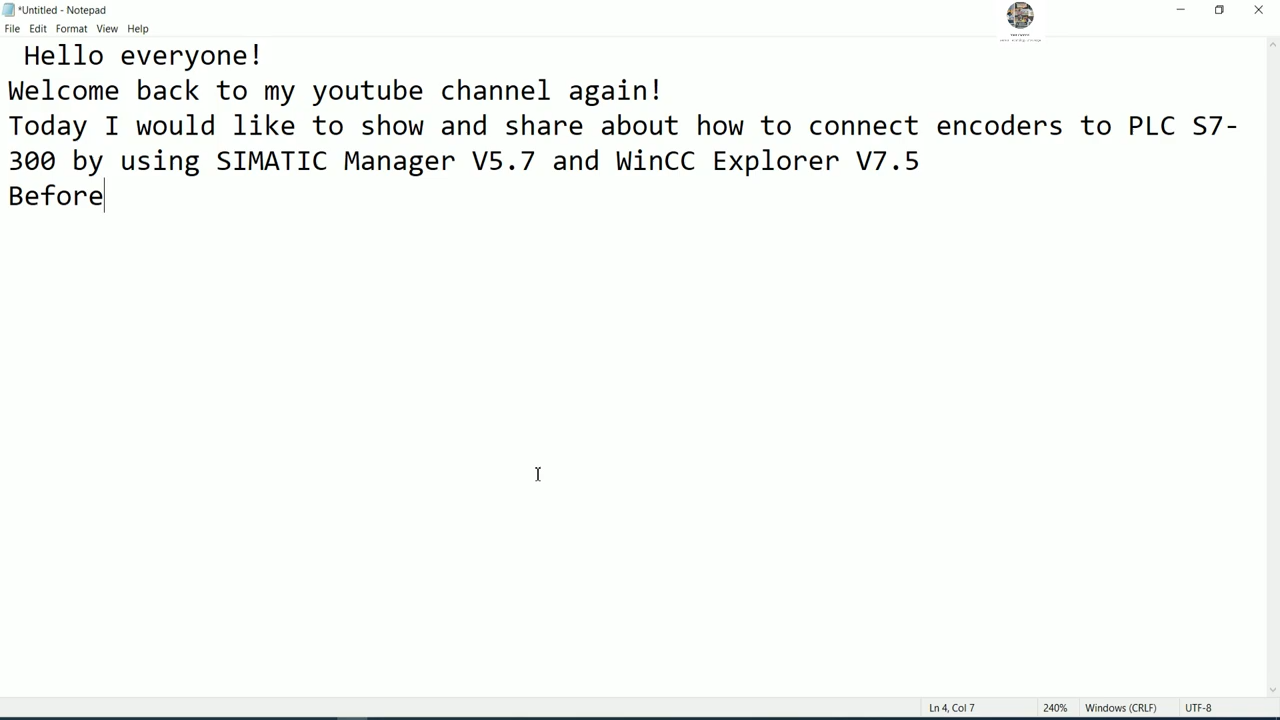 *Untitled - Notepad
File Edit Format View Help
Hello everyone!
Welcome back to my youtube channel again!
Today I would like to show and share about how to connect encoders to PLC S7-
300 by using SIMATIC Manager V5.7 and WinCC Explorer V7.5
Before
Ln 4, Col 7 240% Windows (CRLF) UTF-8